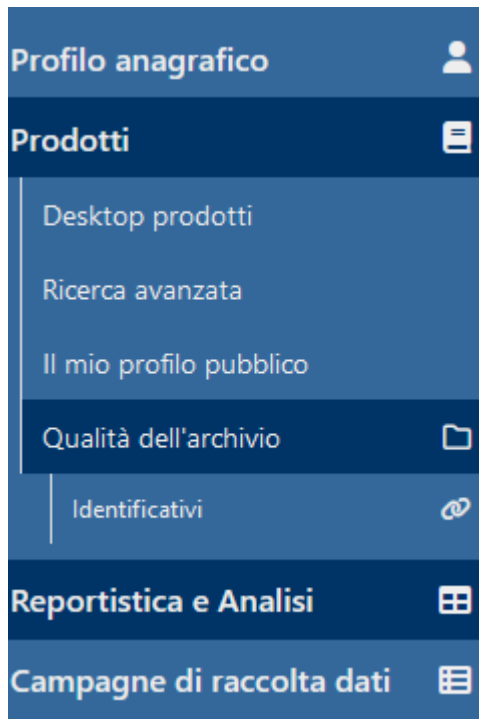 Profilo anagrafico
Prodotti
Desktop prodotti
Ricerca avanzata
Il mio profilo pubblico
Qualità dell'archivio
Identificativi
Reportistica e Analisi
Campagne di raccolta dati